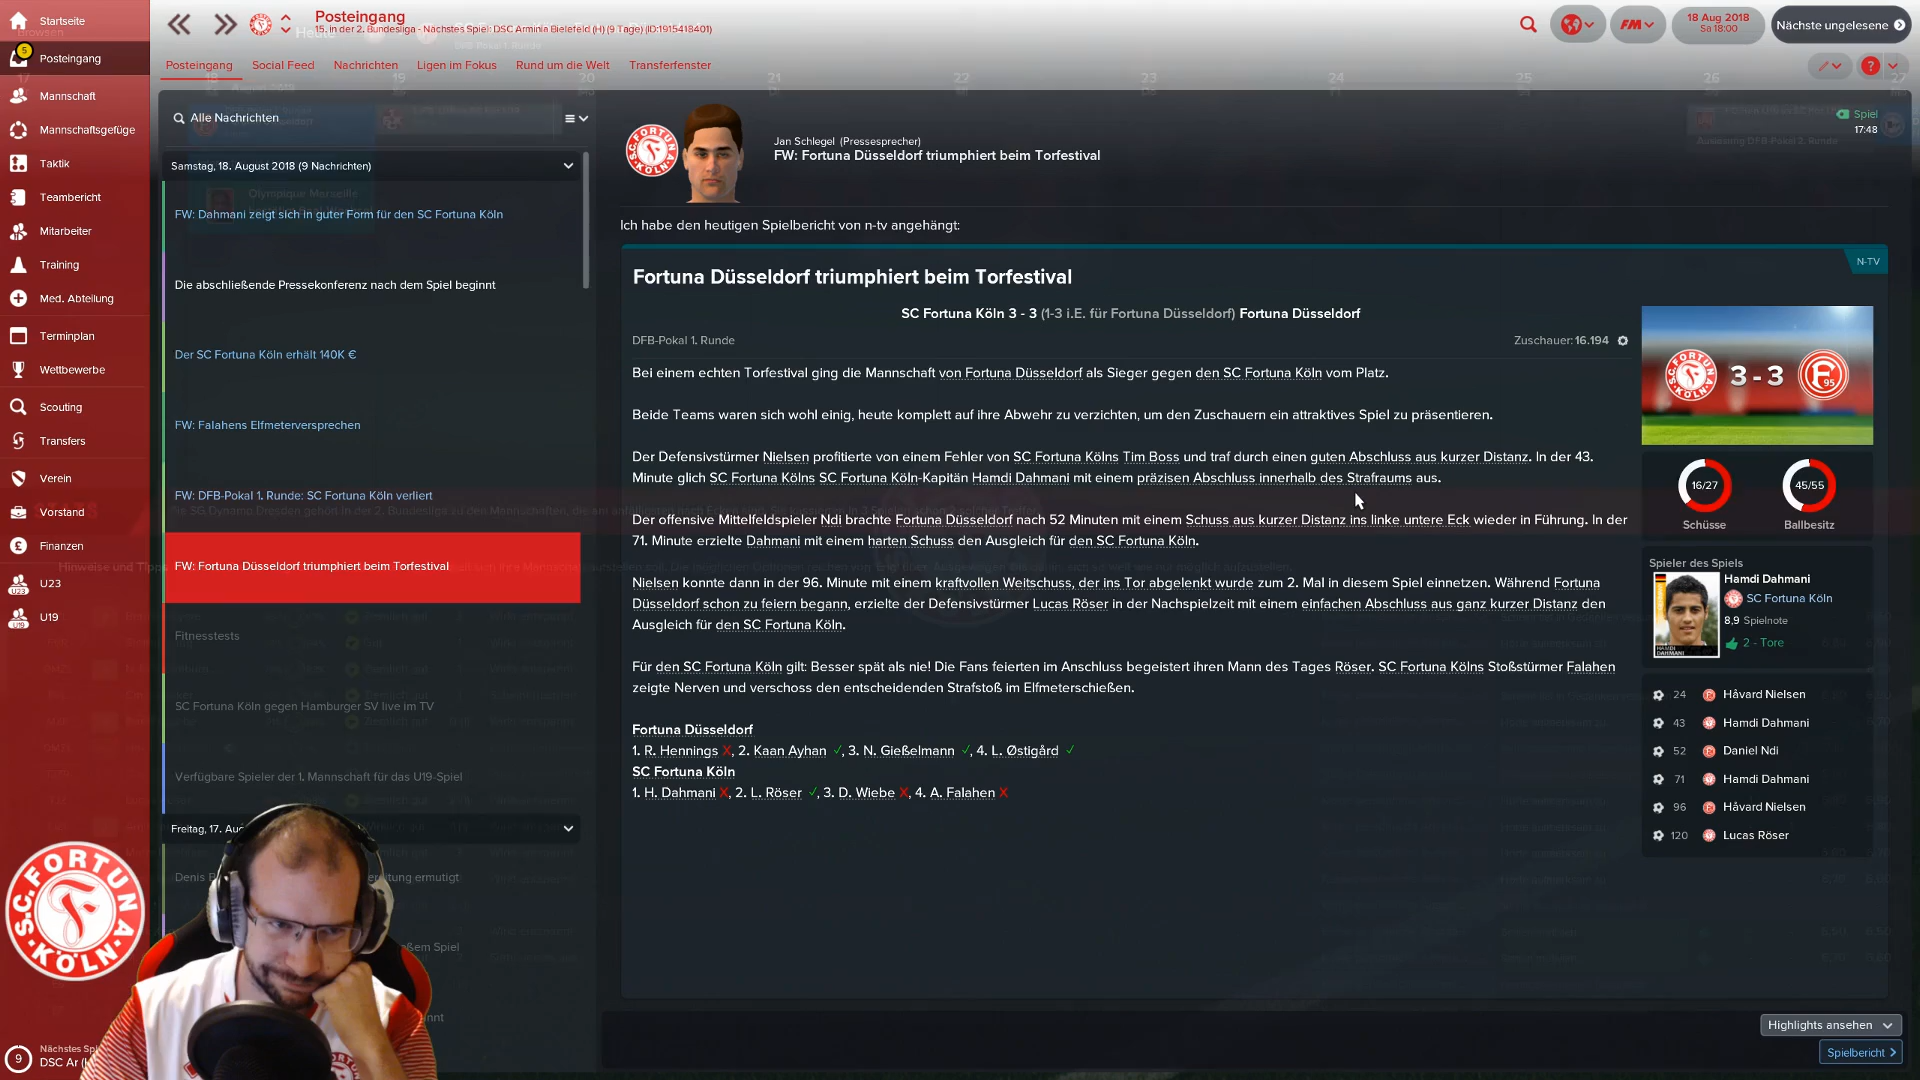 Startseite
Posteingang
5
Mannschaft
Mannschaftsgefüge
Taktik
Teambericht
Mitarbeiter
Training
Med. Abteilung
Terminplan
Wettbewerbe
Scouting
Transfers
Verein
Vorstand
Finanzen
U23
U19
Posteingang
15. in der 2. Bundesliga - Nächstes Spiel: DSC Arminia Bielefeld (H) (9 Tage) (ID:1915418401)
FM
18 Aug 2018
Sa 18:00
Nächste ungelesene
Posteingang
Social Feed
Nachrichten
Ligen im Fokus
Rund um die Welt
Transferfenster
Alle Nachrichten
Samstag, 18. August 2018 (9 Nachrichten)
FW: Dahmani zeigt sich in guter Form für den SC Fortuna Köln
Die abschließende Pressekonferenz nach dem Spiel beginnt
Der SC Fortuna Köln erhält 140K €
FW: Falahens Elfmeterversprechen
FW: DFB-Pokal 1. Runde: SC Fortuna Köln verliert
FW: Fortuna Düsseldorf triumphiert beim Torfestival
Fitnesstests
SC Fortuna Köln gegen Hamburger SV live im TV
Verfügbare Spieler der 1. Mannschaft für das U19-Spiel
Freitag, 17. Aug
Jan Schlegel (Pressesprecher)
FW: Fortuna Düsseldorf triumphiert beim Torfestival
Spiel
17:48
Ich habe den heutigen Spielbericht von n-tv angehängt:
N-TV
Fortuna Düsseldorf triumphiert beim Torfestival
SC Fortuna Köln 3 - 3 (1-3 i.E. für Fortuna Düsseldorf) Fortuna Düsseldorf
DFB-Pokal 1. Runde
Zuschauer: 16.194
Bei einem echten Torfestival ging die Mannschaft von Fortuna Düsseldorf als Sieger gegen den SC Fortuna Köln vom Platz.
Beide Teams waren sich wohl einig, heute komplett auf ihre Abwehr zu verzichten, um den Zuschauern ein attraktives Spiel zu präsentieren.
Der Defensivstürmer Nielsen profitierte von einem Fehler von SC Fortuna Kölns Tim Boss und traf durch einen guten Abschluss aus kurzer Distanz. In der 43.
Minute glich SC Fortuna Kölns SC Fortuna Köln-Kapitän Hamdi Dahmani mit einem präzisen Abschluss innerhalb des Strafraums aus.
Der offensive Mittelfeldspieler Ndi brachte Fortuna Düsseldorf nach 52 Minuten mit einem Schuss aus kurzer Distanz ins linke untere Eck wieder in Führung. In der
71. Minute erzielte Dahmani mit einem harten Schuss den Ausgleich für den SC Fortuna Köln.
Nielsen konnte dann in der 96. Minute mit einem kraftvollen Weitschuss, der ins Tor abgelenkt wurde zum 2. Mal in diesem Spiel einnetzen. Während Fortuna
Düsseldorf schon zu feiern begann, erzielte der Defensivstürmer Lucas Röser in der Nachspielzeit mit einem einfachen Abschluss aus ganz kurzer Distanz den
Ausgleich für den SC Fortuna Köln.
Für den SC Fortuna Köln gilt: Besser spät als nie! Die Fans feierten im Anschluss begeistert ihren Mann des Tages Röser. SC Fortuna Kölns Stoßstürmer Falahen
zeigte Nerven und verschoss den entscheidenden Strafstoß im Elfmeterschießen.
Fortuna Düsseldorf
1. R. Hennings X, 2. Kaan Ayhan ✓, 3. N. Gießelmann ✓, 4. L. Østigård ✓
SC Fortuna Köln
1. H. Dahmani X, 2. L. Röser ✓, 3. D. Wiebe X, 4. A. Falahen X
3 - 3
16/27
45/55
Schüsse
Ballbesitz
Spieler des Spiels
Hamdi Dahmani
SC Fortuna Köln
8,9 Spielnote
2 - Tore
HAMDI
DAHMANI
24 Håvard Nielsen
43 Hamdi Dahmani
52 Daniel Ndi
71 Hamdi Dahmani
96 Håvard Nielsen
120 Lucas Röser
Highlights ansehen
Spielbericht
S.C. FORTUNA KÖLN
9
Nächstes Spi
DSC Ar (H